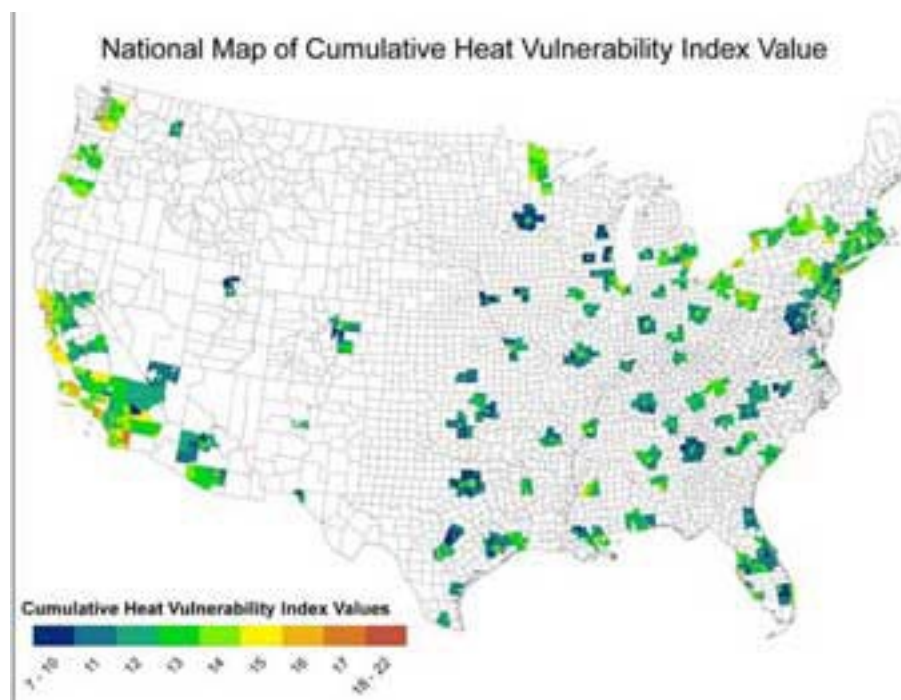 National Map of Cumulative Heat Vulnerability Index Value
Cumulative Heat Vulnerability Index Values
7 - 10
11
12
13
14
15
16
17
18 - 22